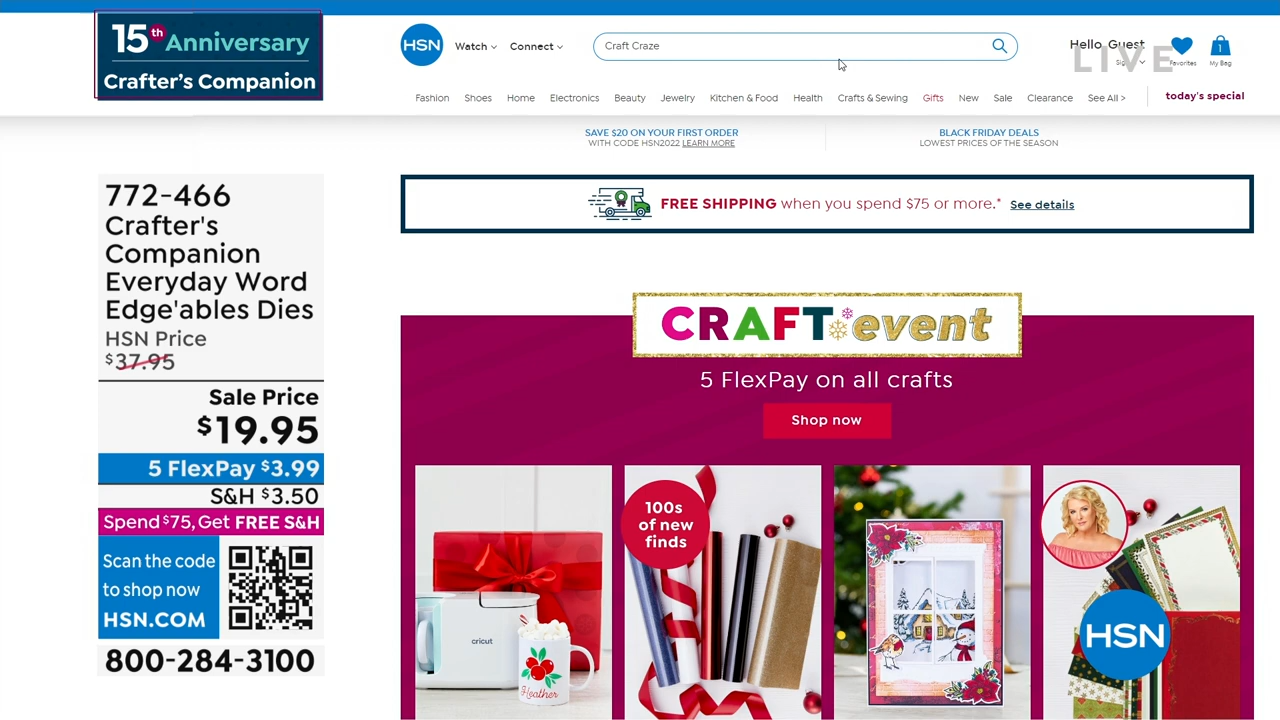 15th Anniversary
Crafter's Companion
772-466
Crafter's
Companion
Everyday Word
Edge'ables Dies
HSN Price
$37.95
Sale Price
$19.95
5 FlexPay $3.99
S&H $3.50
Spend $75, Get FREE S&H
Scan the code
to shop now
HSN.COM
800-284-3100
HSN
Watch
Connect
Craft Craze
Hello, Guest
LIVE
Favorites
1
My Bag
Fashion Shoes Home Electronics Beauty Jewelry Kitchen & Food Health Crafts & Sewing Gifts New Sale Clearance See All >
today's special
SAVE $20 ON YOUR FIRST ORDER
WITH CODE HSN2022 LEARN MORE
BLACK FRIDAY DEALS
LOWEST PRICES OF THE SEASON
FREE SHIPPING when you spend $75 or more.* See details
CRAFT event
5 FlexPay on all crafts
Shop now
cricut
Heather
100s
of new
finds
HSN